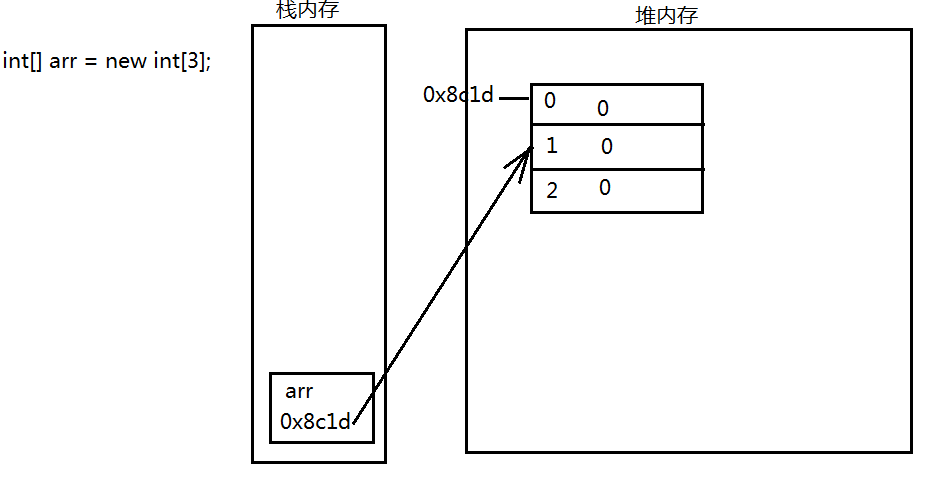 栈内存
堆内存
int[] arr = new int[3];
0x8c1d
0 0
1 0
2 0
arr
0x8c1d